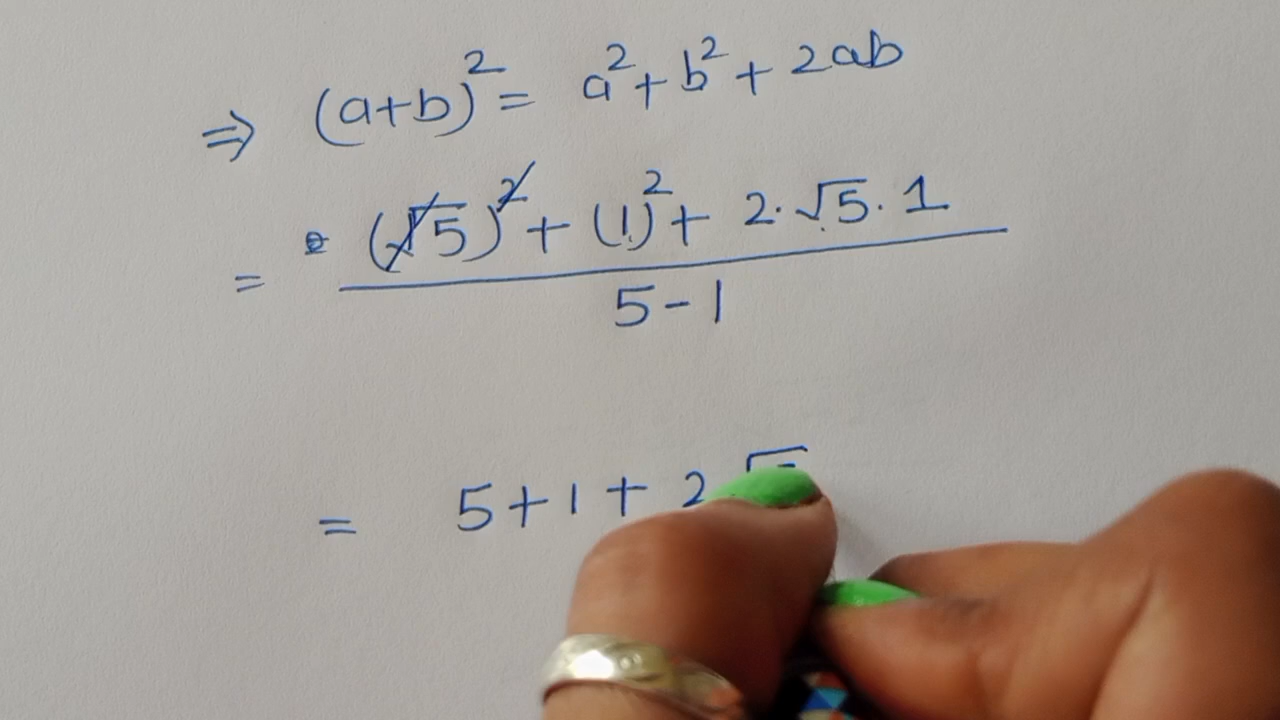 ⇒ (a+b)² = a² + b² + 2ab
= (√5)² + (1)² + 2·√5·1
5-1
= 5+1+2√